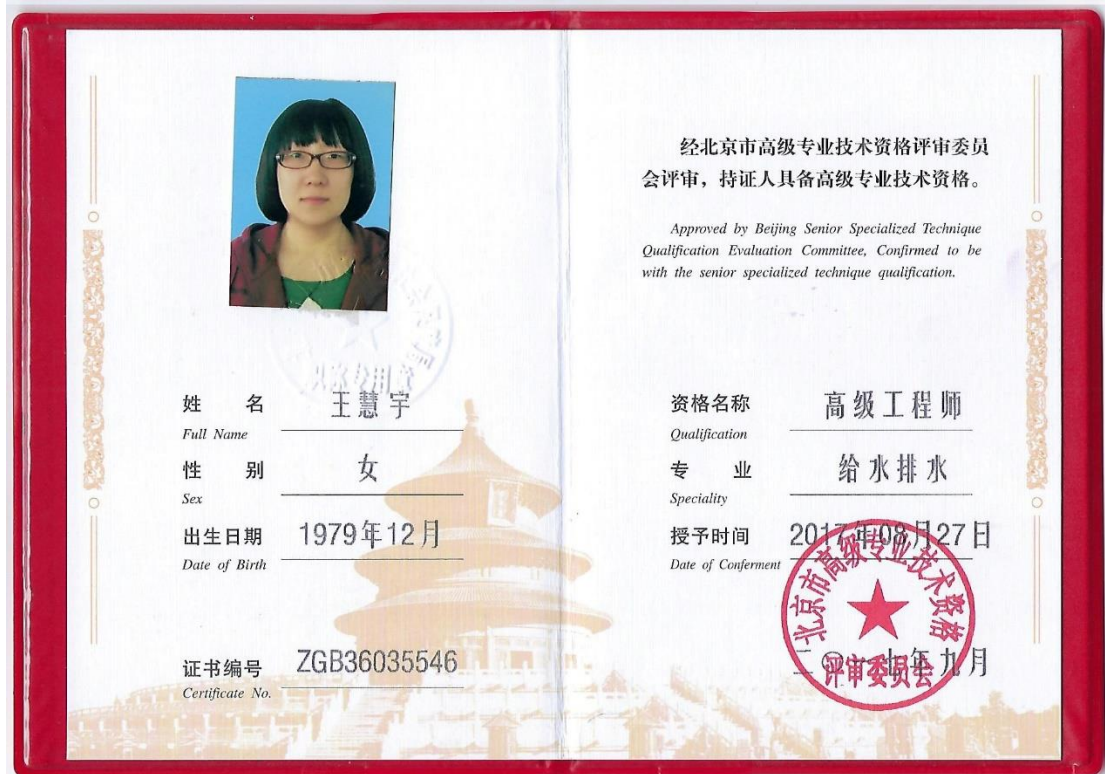 姓 名 王慧宇
Full Name
性 别 女
Sex
出生日期 1979年12月
Date of Birth
证书编号 ZGB36035546
Certificate No.
经北京市高级专业技术资格评审委员
会评审，持证人具备高级专业技术资格。
Approved by Beijing Senior Specialized Technique
Qualification Evaluation Committee, Confirmed to be
with the senior specialized technique qualification.
资格名称 高级工程师
Qualification
专 业 给水排水
Speciality
授予时间 2017年08月27日
Date of Conferment
北京市高级专业技术资格
评审委员会
二〇一七年九月